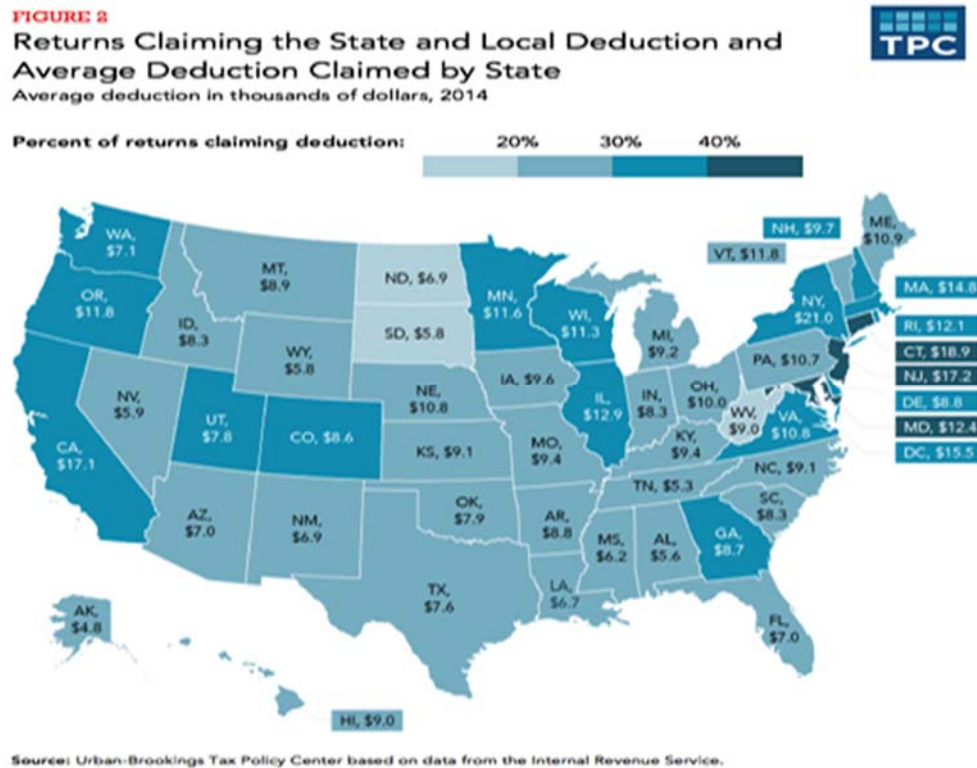 FIGURE 2
TPC
Returns Claiming the State and Local Deduction and
Average Deduction Claimed by State
Average deduction in thousands of dollars, 2014
Percent of returns claiming deduction:
20%
30%
40%
WA,
$7.1
OR,
$11.8
CA,
$17.1
NV,
$5.9
ID,
$8.3
MT,
$8.9
WY,
$5.8
UT,
$7.8
CO, $8.6
AZ,
$7.0
NM,
$6.9
ND, $6.9
SD, $5.8
NE,
$10.8
KS, $9.1
OK,
$7.9
TX,
$7.6
MN,
$11.6
IA, $9.6
MO,
$9.4
AR,
$8.8
LA,
$6.7
WI,
$11.3
IL,
$12.9
MI,
$9.2
IN,
$8.3
OH,
$10.0
KY,
$9.4
TN, $5.3
MS,
$6.2
AL,
$5.6
GA,
$8.7
FL,
$7.0
SC,
$8.3
NC, $9.1
VA,
$10.8
WV,
$9.0
PA, $10.7
NY,
$21.0
VT, $11.8
NH, $9.7
ME,
$10.9
MA, $14.8
RI, $12.1
CT, $18.9
NJ, $17.2
DE, $8.8
MD, $12.4
DC, $15.5
AK,
$4.8
HI, $9.0
Source: Urban-Brookings Tax Policy Center based on data from the Internal Revenue Service.